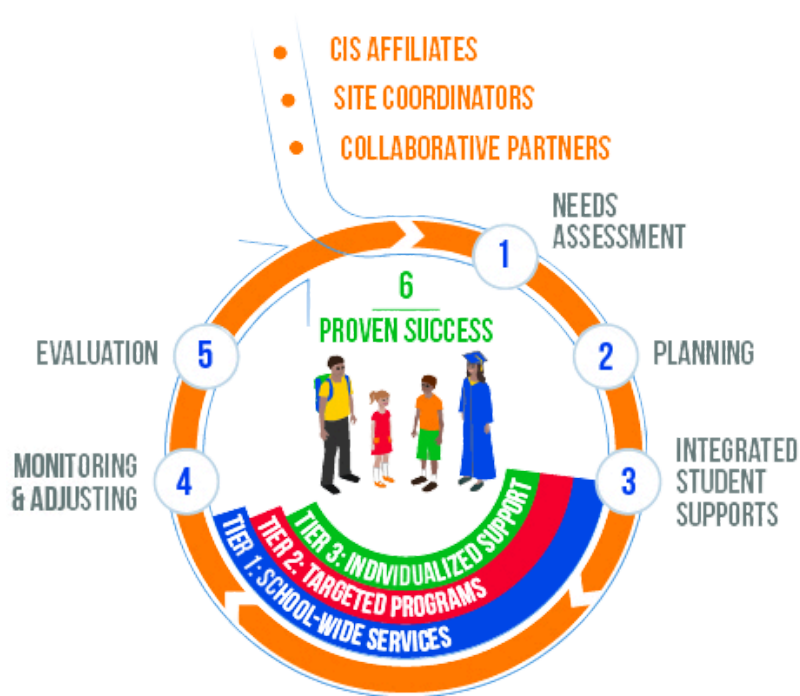 CIS AFFILIATES
SITE COORDINATORS
COLLABORATIVE PARTNERS
1
NEEDS
ASSESSMENT
6
PROVEN SUCCESS
2
PLANNING
3
INTEGRATED
STUDENT
SUPPORTS
5
EVALUATION
4
MONITORING
& ADJUSTING
TIER 3: INDIVIDUALIZED SUPPORT
TIER 2: TARGETED PROGRAMS
TIER 1: SCHOOL-WIDE SERVICES